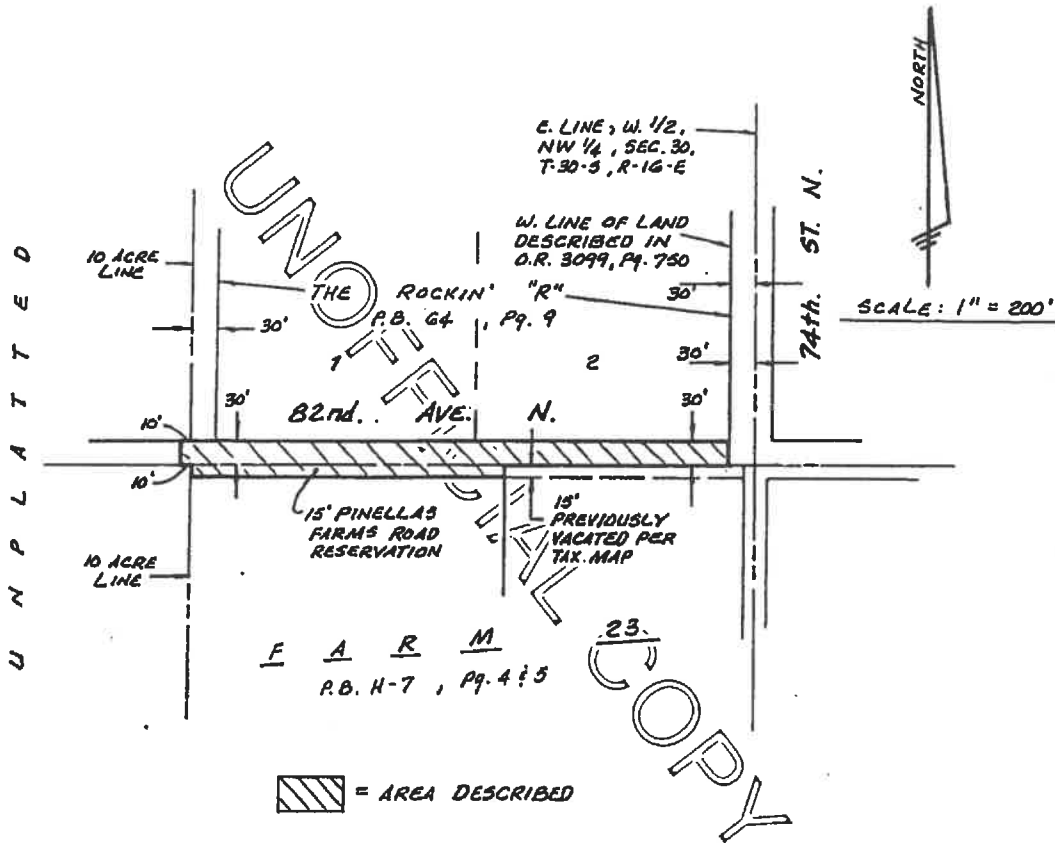 NORTH
E. LINE, W. 1/2,
NW 1/4, SEC. 30,
T-30-S, R-16-E
W. LINE OF LAND
DESCRIBED IN
O.R. 3099, Pg. 750
74th. ST. N.
SCALE: 1" = 200'
UNPLATTED
10 ACRE
LINE
THE ROCKIN' "R"
P.B. 64, Pg. 9
30'
30'
30'
1
2
30'
30'
82nd. AVE. N.
10'
10'
15' PINELLAS
FARMS ROAD
RESERVATION
15'
PREVIOUSLY
VACATED PER
TAX MAP
10 ACRE
LINE
FARM 23
P.B. H-7, Pg. 4 & 5
= AREA DESCRIBED
UNOFFICIAL COPY